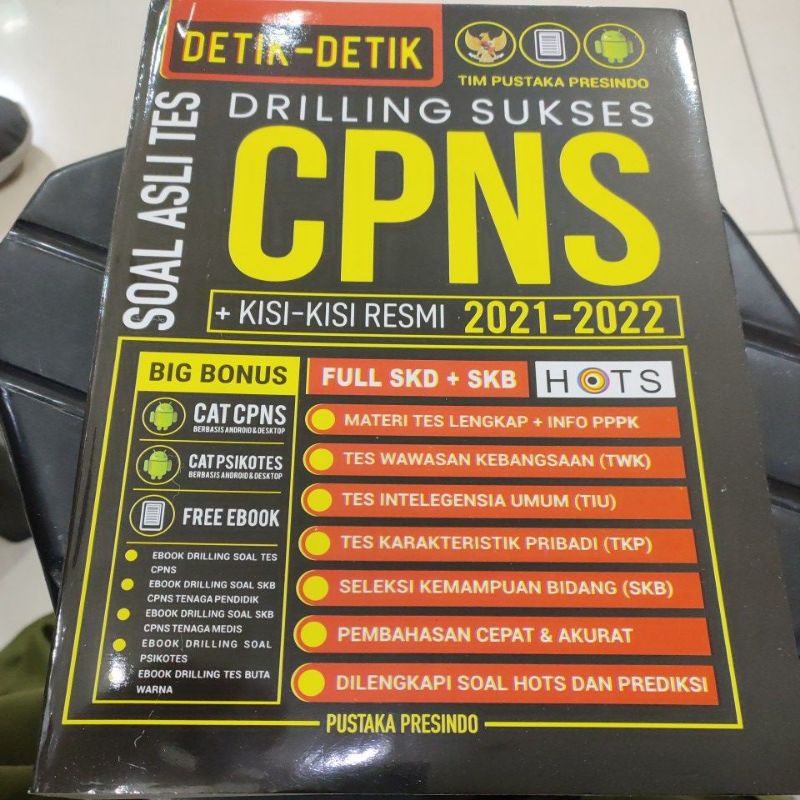 DETIK-DETIK
TIM PUSTAKA PRESINDO
SOAL ASLI TES
DRILLING SUKSES
CPNS
+ KISI-KISI RESMI 2021-2022
BIG BONUS
CAT CPNS
BERBASIS ANDROID & DESKTOP
CAT PSIKOTES
BERBASIS ANDROID & DESKTOP
FREE EBOOK
EBOOK DRILLING SOAL TES
CPNS
EBOOK DRILLING SOAL SKB
CPNS TENAGA PENDIDIK
EBOOK DRILLING SOAL SKB
CPNS TENAGA MEDIS
EBOOK DRILLING SOAL
PSIKOTES
EBOOK DRILLING TES BUTA
WARNA
FULL SKD + SKB
HOTS
MATERI TES LENGKAP + INFO PPPK
TES WAWASAN KEBANGSAAN (TWK)
TES INTELEGENSIA UMUM (TIU)
TES KARAKTERISTIK PRIBADI (TKP)
SELEKSI KEMAMPUAN BIDANG (SKB)
PEMBAHASAN CEPAT & AKURAT
DILENGKAPI SOAL HOTS DAN PREDIKSI
PUSTAKA PRESINDO